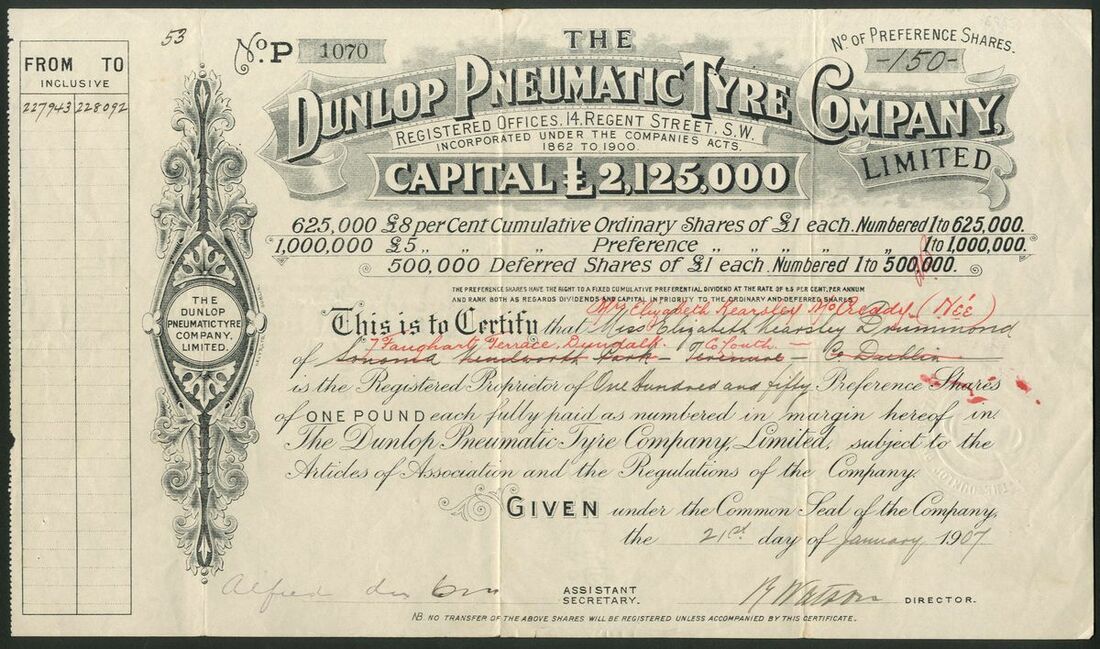 53
No. P 1070
No. OF PREFERENCE SHARES.
-150-
FROM TO
INCLUSIVE
227943 228092
THE
DUNLOP PNEUMATIC TYRE COMPANY,
LIMITED
REGISTERED OFFICES, 14, REGENT STREET, S.W.
INCORPORATED UNDER THE COMPANIES ACTS.
1862 TO 1900.
CAPITAL £2,125,000
625,000 £8 per Cent Cumulative Ordinary Shares of £1 each. Numbered 1 to 625,000.
1,000,000 £5 „ „ „ Preference „ „ „ „ „ 1 to 1,000,000.
500,000 Deferred Shares of £1 each. Numbered 1 to 500,000.
THE PREFERENCE SHARES HAVE THE RIGHT TO A FIXED CUMULATIVE PREFERENTIAL DIVIDEND AT THE RATE OF £5 PER CENT, PER ANNUM
AND RANK BOTH AS REGARDS DIVIDENDS AND CAPITAL IN PRIORITY TO THE ORDINARY AND DEFERRED SHARES
THE
DUNLOP
PNEUMATIC TYRE
COMPANY,
LIMITED.
Mrs Elizabeth Kearsley McCreddy (Née)
This is to Certify that Miss Elizabeth Kearsley Drummond
7 Faughart Terrace, Dundalk. Co Louth
of Sonoma Park - Terenure - Co Dublin
is the Registered Proprietor of One hundred and fifty Preference Shares
of ONE POUND each fully paid as numbered in margin hereof in
The Dunlop Pneumatic Tyre Company, Limited, subject to the
Articles of Association and the Regulations of the Company.
GIVEN under the Common Seal of the Company,
the 21st day of January 1907
Alfred
ASSISTANT
SECRETARY.
R Watson DIRECTOR.
NB. NO TRANSFER OF THE ABOVE SHARES WILL BE REGISTERED UNLESS ACCOMPANIED BY THIS CERTIFICATE.